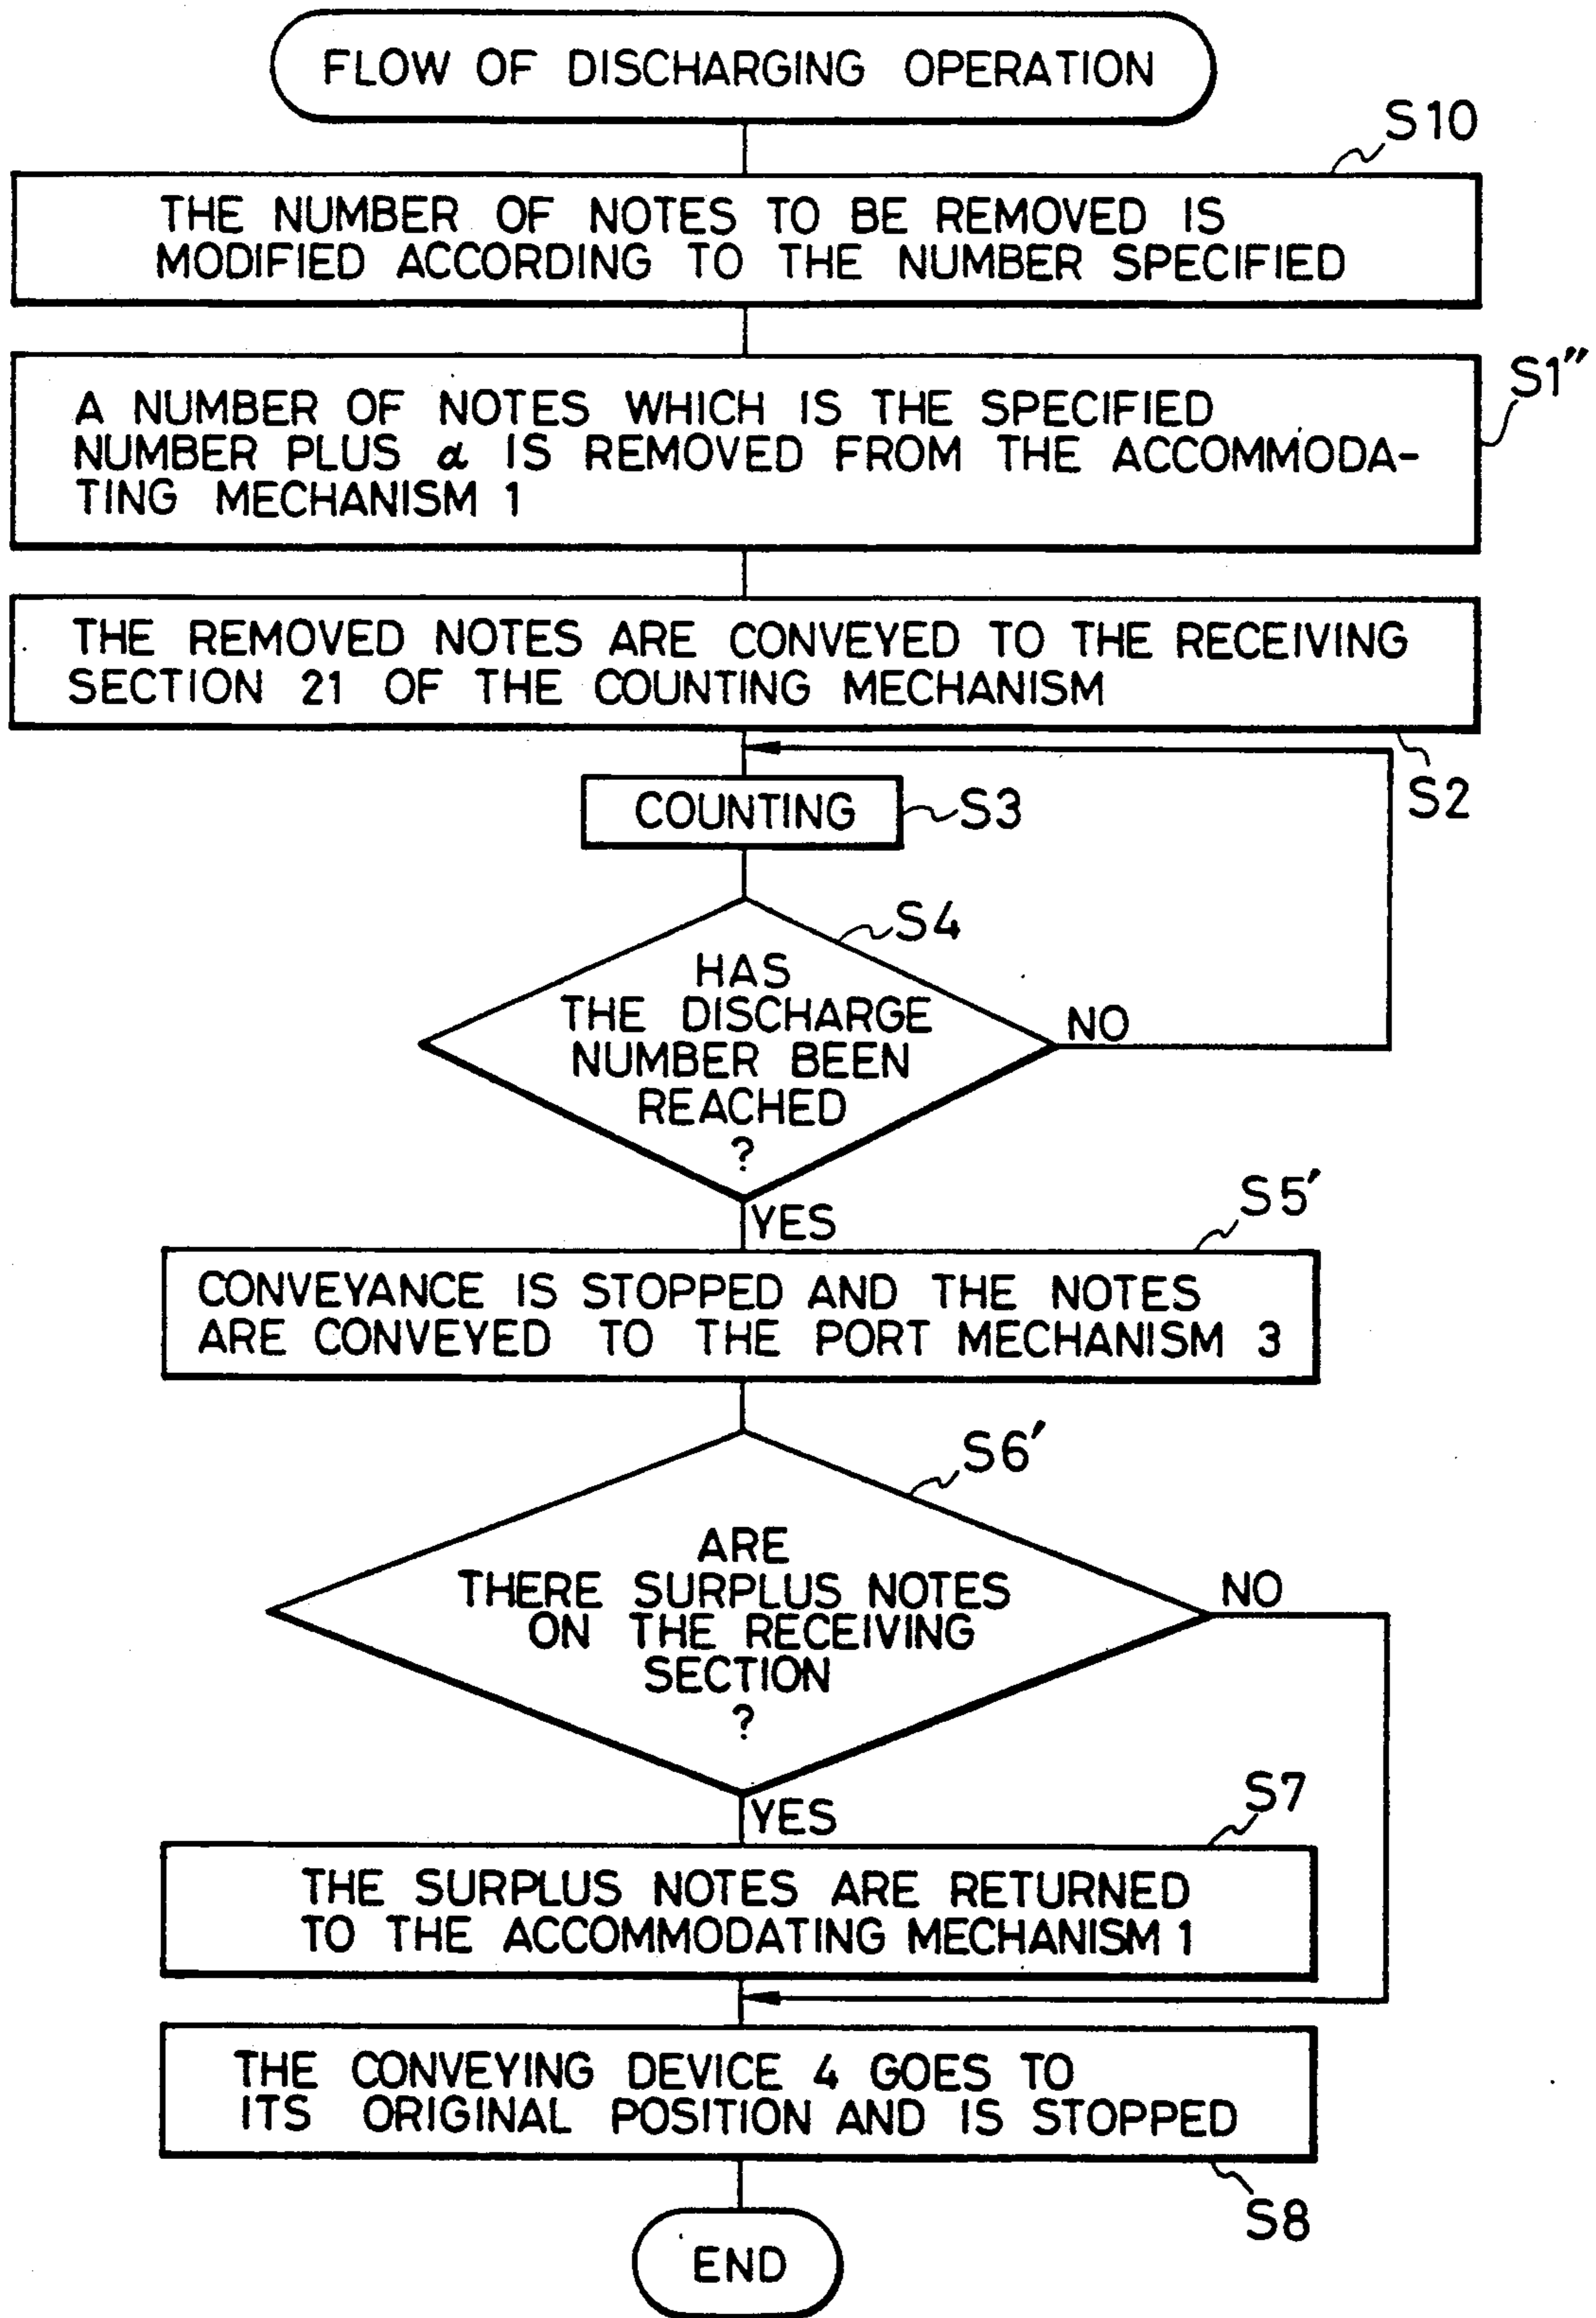 FLOW OF DISCHARGING OPERATION
S10
THE NUMBER OF NOTES TO BE REMOVED IS
MODIFIED ACCORDING TO THE NUMBER SPECIFIED
S1″
A NUMBER OF NOTES WHICH IS THE SPECIFIED
NUMBER PLUS α IS REMOVED FROM THE ACCOMMODA-
TING MECHANISM 1
THE REMOVED NOTES ARE CONVEYED TO THE RECEIVING
SECTION 21 OF THE COUNTING MECHANISM
S2
COUNTING
S3
S4
HAS
THE DISCHARGE
NUMBER BEEN
REACHED
?
NO
YES
S5′
CONVEYANCE IS STOPPED AND THE NOTES
ARE CONVEYED TO THE PORT MECHANISM 3
S6′
ARE
THERE SURPLUS NOTES
ON THE RECEIVING
SECTION
?
NO
YES
S7
THE SURPLUS NOTES ARE RETURNED
TO THE ACCOMMODATING MECHANISM 1
THE CONVEYING DEVICE 4 GOES TO
ITS ORIGINAL POSITION AND IS STOPPED
S8
END